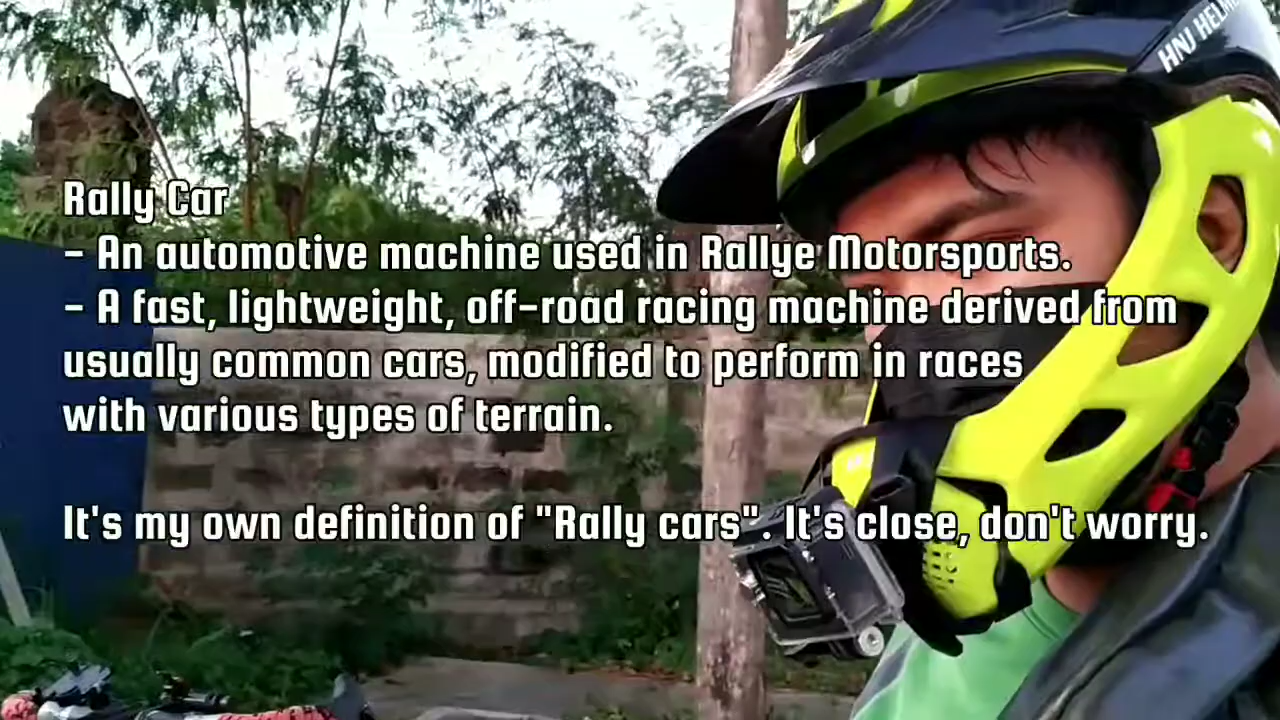 HNJ HELM
Rally Car
- An automotive machine used in Rallye Motorsports.
- A fast, lightweight, off-road racing machine derived from
usually common cars, modified to perform in races
with various types of terrain.
It's my own definition of "Rally cars". It's close, don't worry.